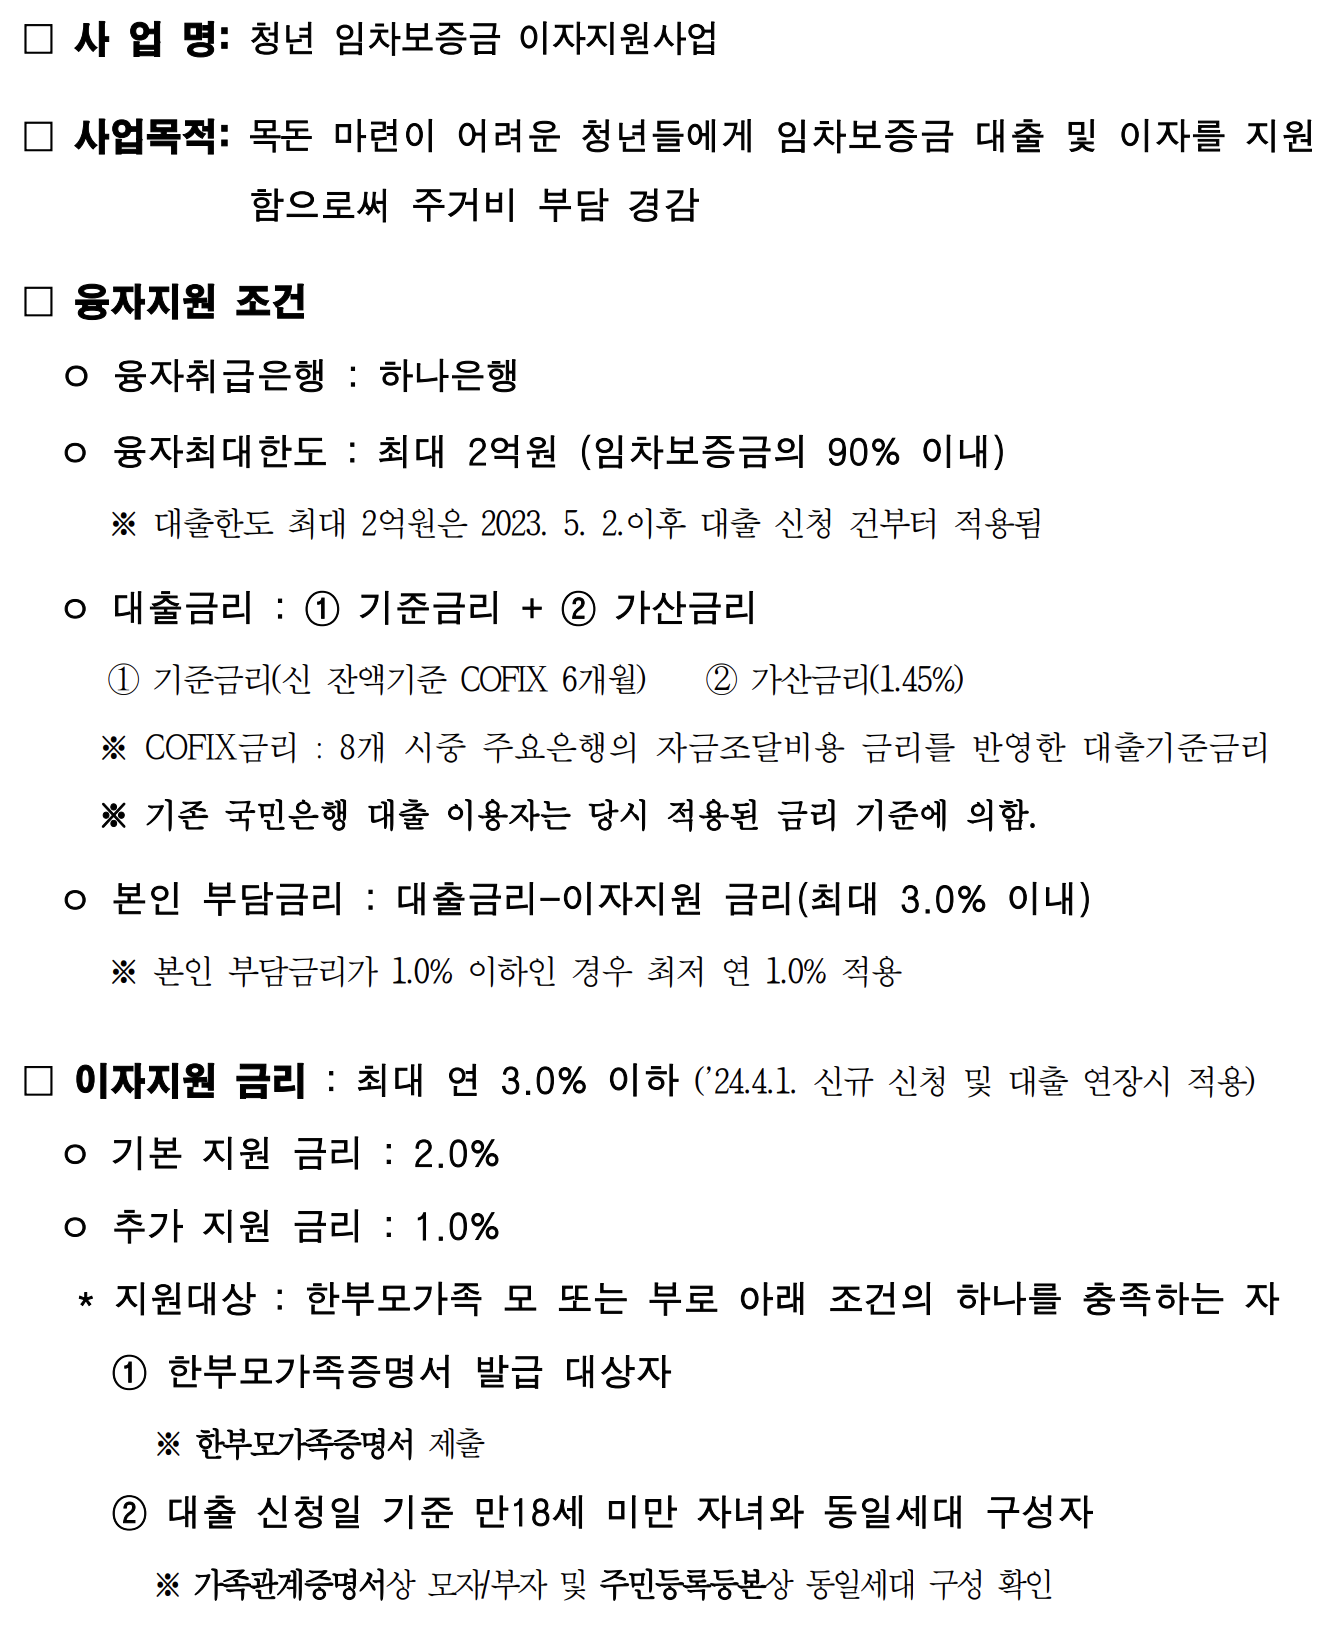 □ 사 업 명: 청년 임차보증금 이자지원사업
□ 사업목적: 목돈 마련이 어려운 청년들에게 임차보증금 대출 및 이자를 지원
함으로써 주거비 부담 경감
□ 융자지원 조건
ㅇ 융자취급은행 : 하나은행
ㅇ 융자최대한도 : 최대 2억원 (임차보증금의 90% 이내)
※ 대출한도 최대 2억원은 2023. 5. 2.이후 대출 신청 건부터 적용됨
ㅇ 대출금리 : ① 기준금리 + ② 가산금리
① 기준금리(신 잔액기준 COFIX 6개월) ② 가산금리(1.45%)
※ COFIX금리 : 8개 시중 주요은행의 자금조달비용 금리를 반영한 대출기준금리
※ 기존 국민은행 대출 이용자는 당시 적용된 금리 기준에 의함.
ㅇ 본인 부담금리 : 대출금리-이자지원 금리(최대 3.0% 이내)
※ 본인 부담금리가 1.0% 이하인 경우 최저 연 1.0% 적용
□ 이자지원 금리 : 최대 연 3.0% 이하 (’24.4.1. 신규 신청 및 대출 연장시 적용)
ㅇ 기본 지원 금리 : 2.0%
ㅇ 추가 지원 금리 : 1.0%
* 지원대상 : 한부모가족 모 또는 부로 아래 조건의 하나를 충족하는 자
① 한부모가족증명서 발급 대상자
※ 한부모가족증명서 제출
② 대출 신청일 기준 만18세 미만 자녀와 동일세대 구성자
※ 가족관계증명서상 모자/부자 및 주민등록등본상 동일세대 구성 확인